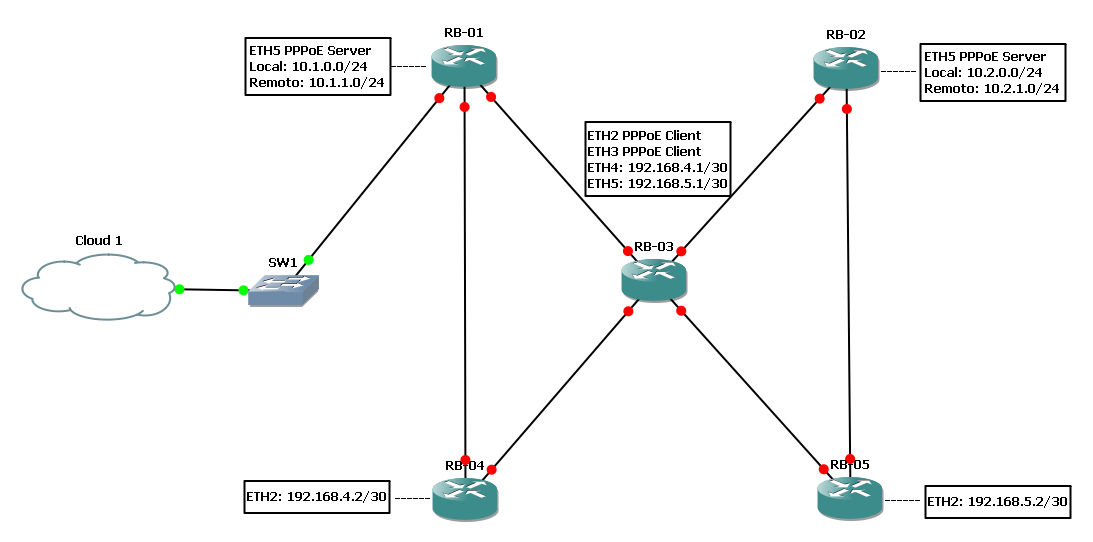 RB-01
ETH5 PPPoE Server
Local: 10.1.0.0/24
Remoto: 10.1.1.0/24
RB-02
ETH5 PPPoE Server
Local: 10.2.0.0/24
Remoto: 10.2.1.0/24
ETH2 PPPoE Client
ETH3 PPPoE Client
ETH4: 192.168.4.1/30
ETH5: 192.168.5.1/30
Cloud 1
SW1
RB-03
RB-04
ETH2: 192.168.4.2/30
RB-05
ETH2: 192.168.5.2/30